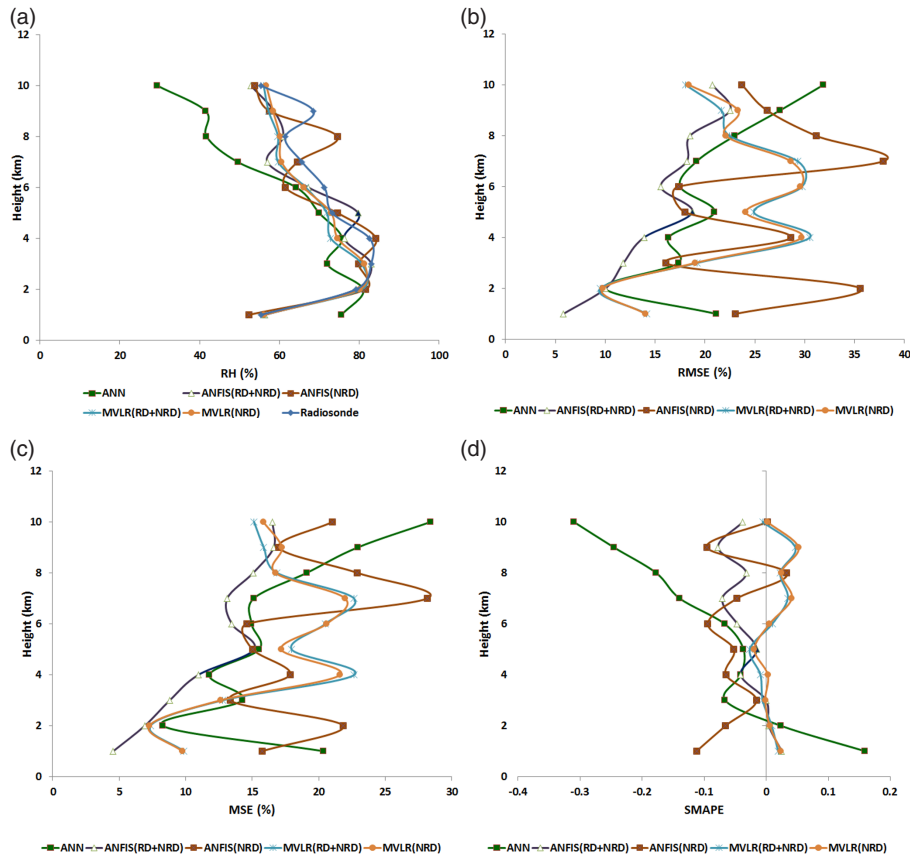 (a)
12
10
8
6
4
2
0
Height (km)
0 20 40 60 80 100
RH (%)
ANN ANFIS(RD+NRD) ANFIS(NRD)
MVLR(RD+NRD) MVLR(NRD) Radiosonde
(b)
12
10
8
6
4
2
0
Height (km)
0 5 10 15 20 25 30 35 40
RMSE (%)
ANN ANFIS(RD+NRD) ANFIS(NRD) MVLR(RD+NRD) MVLR(NRD)
(c)
12
10
8
6
4
2
0
Height (km)
0 5 10 15 20 25 30
MSE (%)
ANN ANFIS(RD+NRD) ANFIS(NRD) MVLR(RD+NRD) MVLR(NRD)
(d)
12
10
8
6
4
2
0
Height (km)
-0.4 -0.3 -0.2 -0.1 0 0.1 0.2
SMAPE
ANN ANFIS(RD+NRD) ANFIS(NRD) MVLR(RD+NRD) MVLR(NRD)